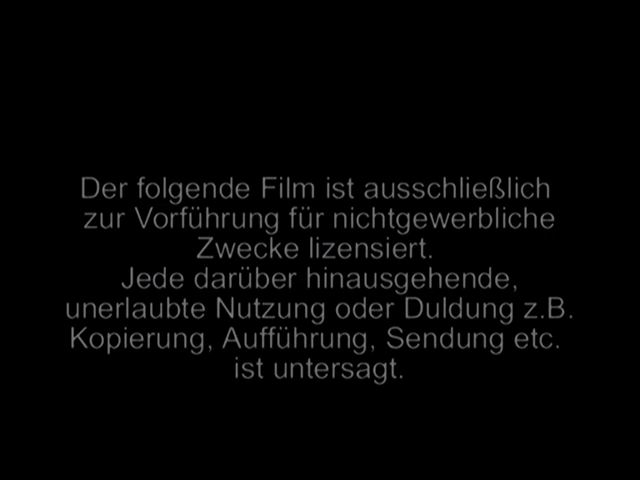 Der folgende Film ist ausschließlich
zur Vorführung für nichtgewerbliche
Zwecke lizensiert.
Jede darüber hinausgehende,
unerlaubte Nutzung oder Duldung z.B.
Kopierung, Aufführung, Sendung etc.
ist untersagt.